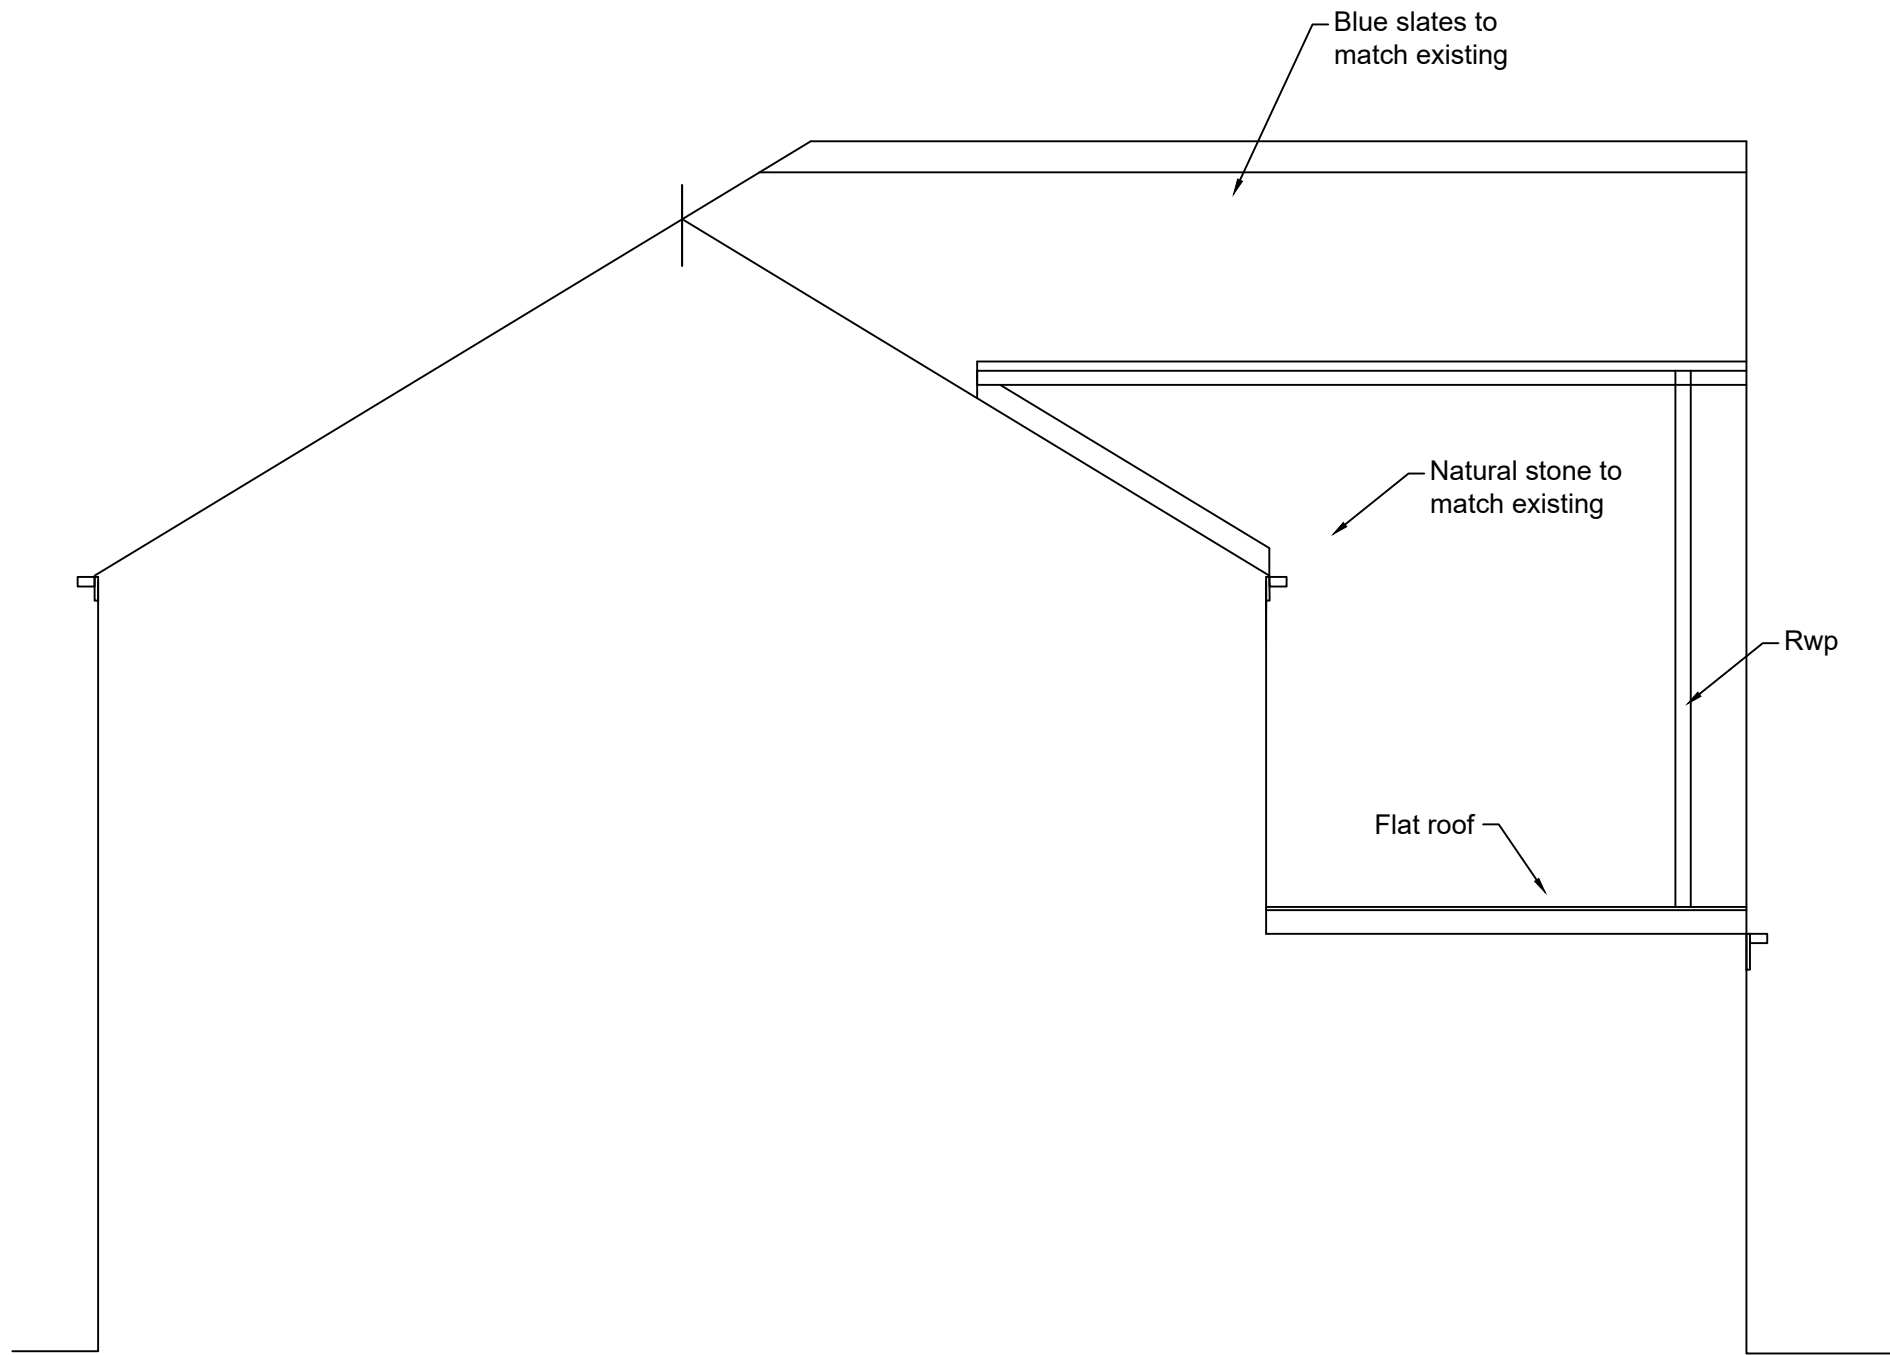 Blue slates to
match existing
Natural stone to
match existing
Rwp
Flat roof